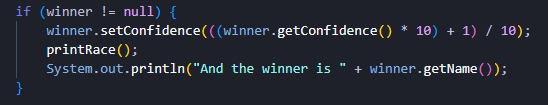 if (winner != null) {
winner.setConfidence(((winner.getConfidence() * 10) + 1) / 10);
printRace();
System.out.println("And the winner is " + winner.getName());
}